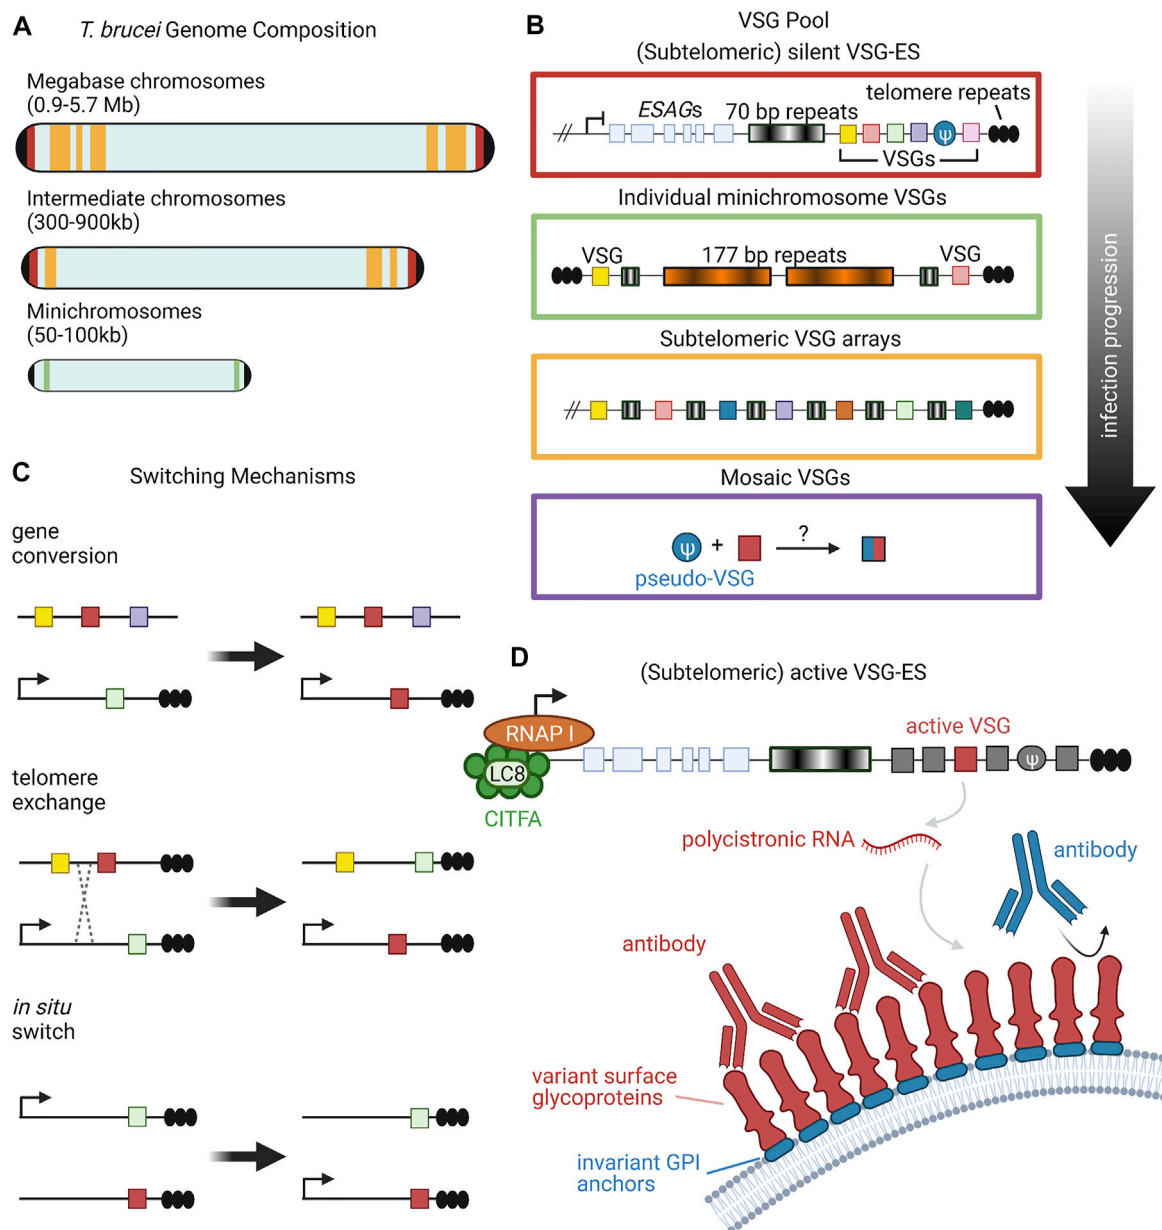 A
T. brucei Genome Composition
Megabase chromosomes
(0.9-5.7 Mb)
Intermediate chromosomes
(300-900kb)
Minichromosomes
(50-100kb)
B
VSG Pool
(Subtelomeric) silent VSG-ES
ESAGs
70 bp repeats
telomere repeats
ψ
VSGs
Individual minichromosome VSGs
VSG
177 bp repeats
VSG
Subtelomeric VSG arrays
Mosaic VSGs
ψ + ?
pseudo-VSG
infection progression
C
Switching Mechanisms
gene
conversion
telomere
exchange
in situ
switch
D
(Subtelomeric) active VSG-ES
RNAP I
LC8
CITFA
active VSG
ψ
polycistronic RNA
antibody
antibody
variant surface
glycoproteins
invariant GPI
anchors